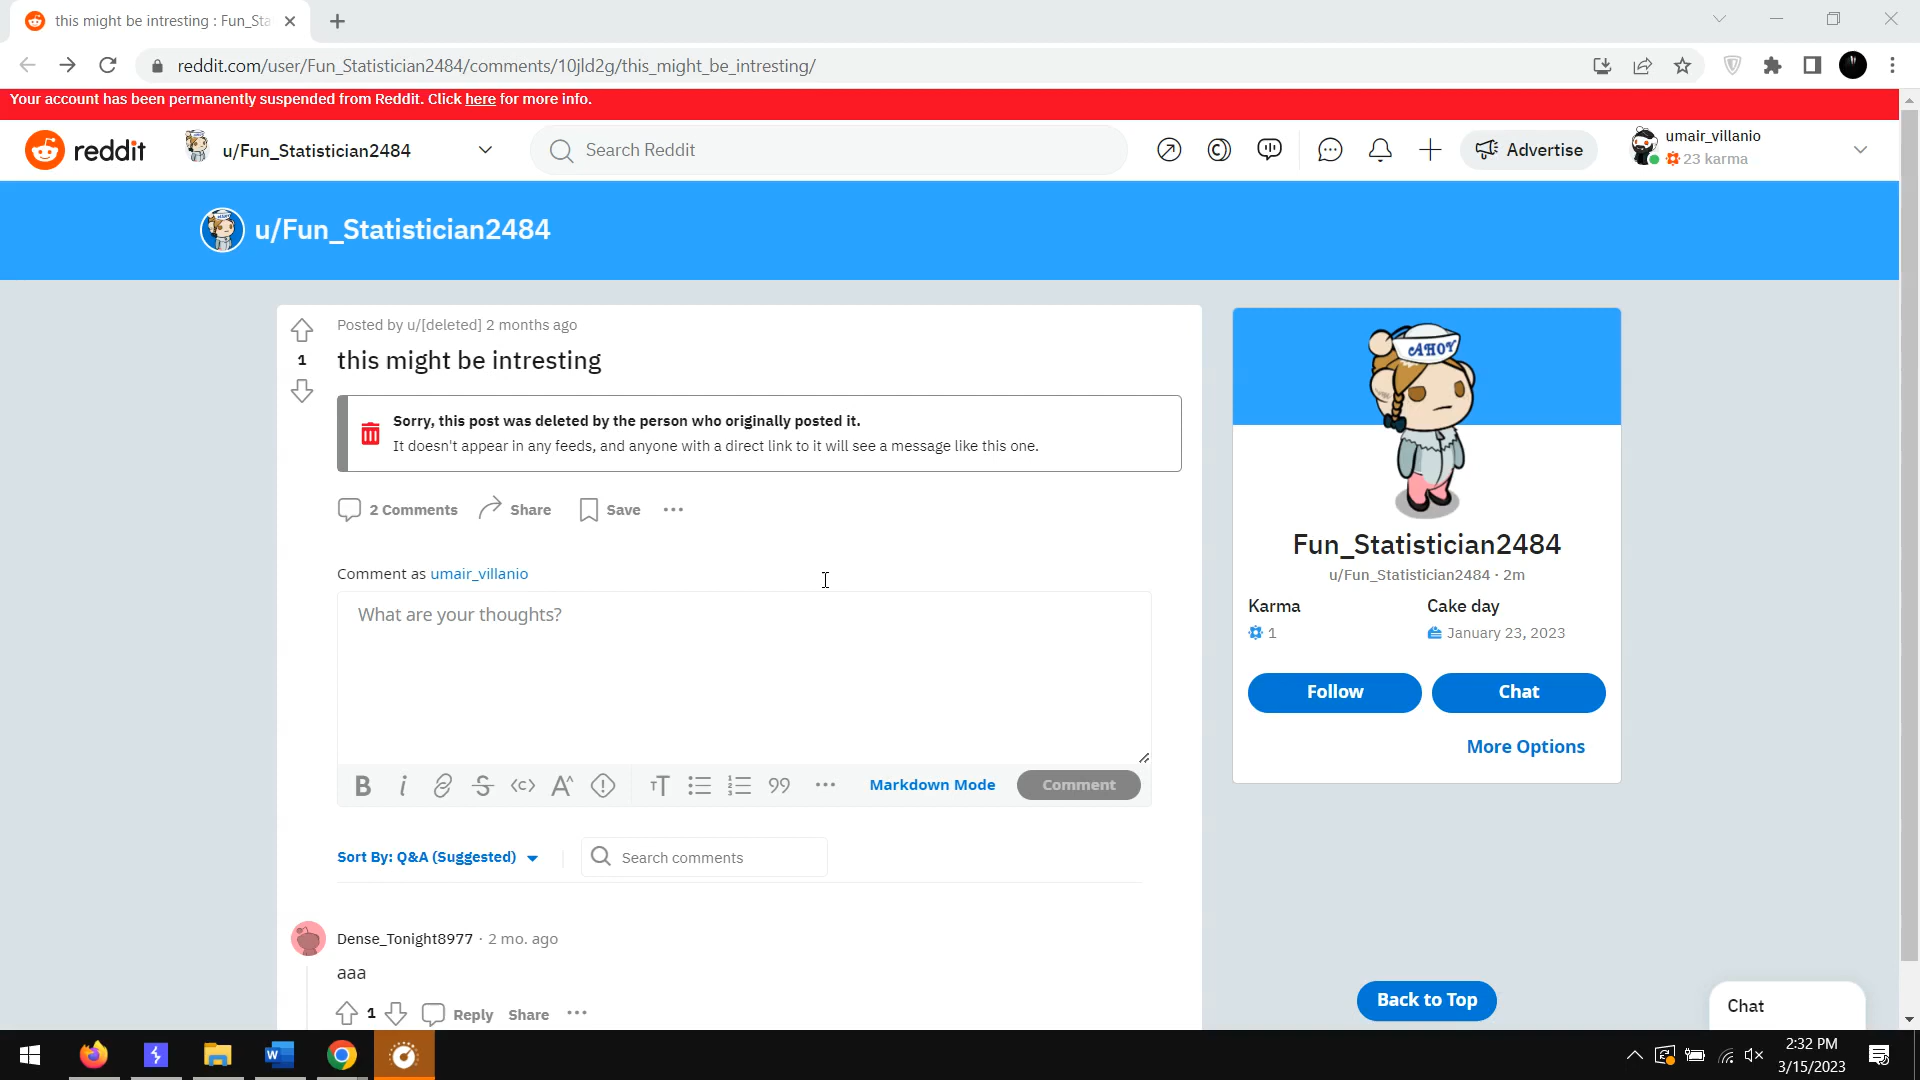 this might be intresting : Fun_Sta
reddit.com/user/Fun_Statistician2484/comments/10jld2g/this_might_be_intresting/
Your account has been permanently suspended from Reddit. Click here for more info.
reddit
u/Fun_Statistician2484
Search Reddit
Advertise
umair_villanio
23 karma
u/Fun_Statistician2484
Posted by u/[deleted] 2 months ago
1
this might be intresting
Sorry, this post was deleted by the person who originally posted it.
It doesn't appear in any feeds, and anyone with a direct link to it will see a message like this one.
2 Comments
Share
Save
Comment as umair_villanio
What are your thoughts?
Markdown Mode
Comment
Sort By: Q&A (Suggested)
Search comments
Dense_Tonight8977 · 2 mo. ago
aaa
1
Reply
Share
AHOY
Fun_Statistician2484
u/Fun_Statistician2484 · 2m
Karma
Cake day
1
January 23, 2023
Follow
Chat
More Options
Back to Top
Chat
2:32 PM
3/15/2023